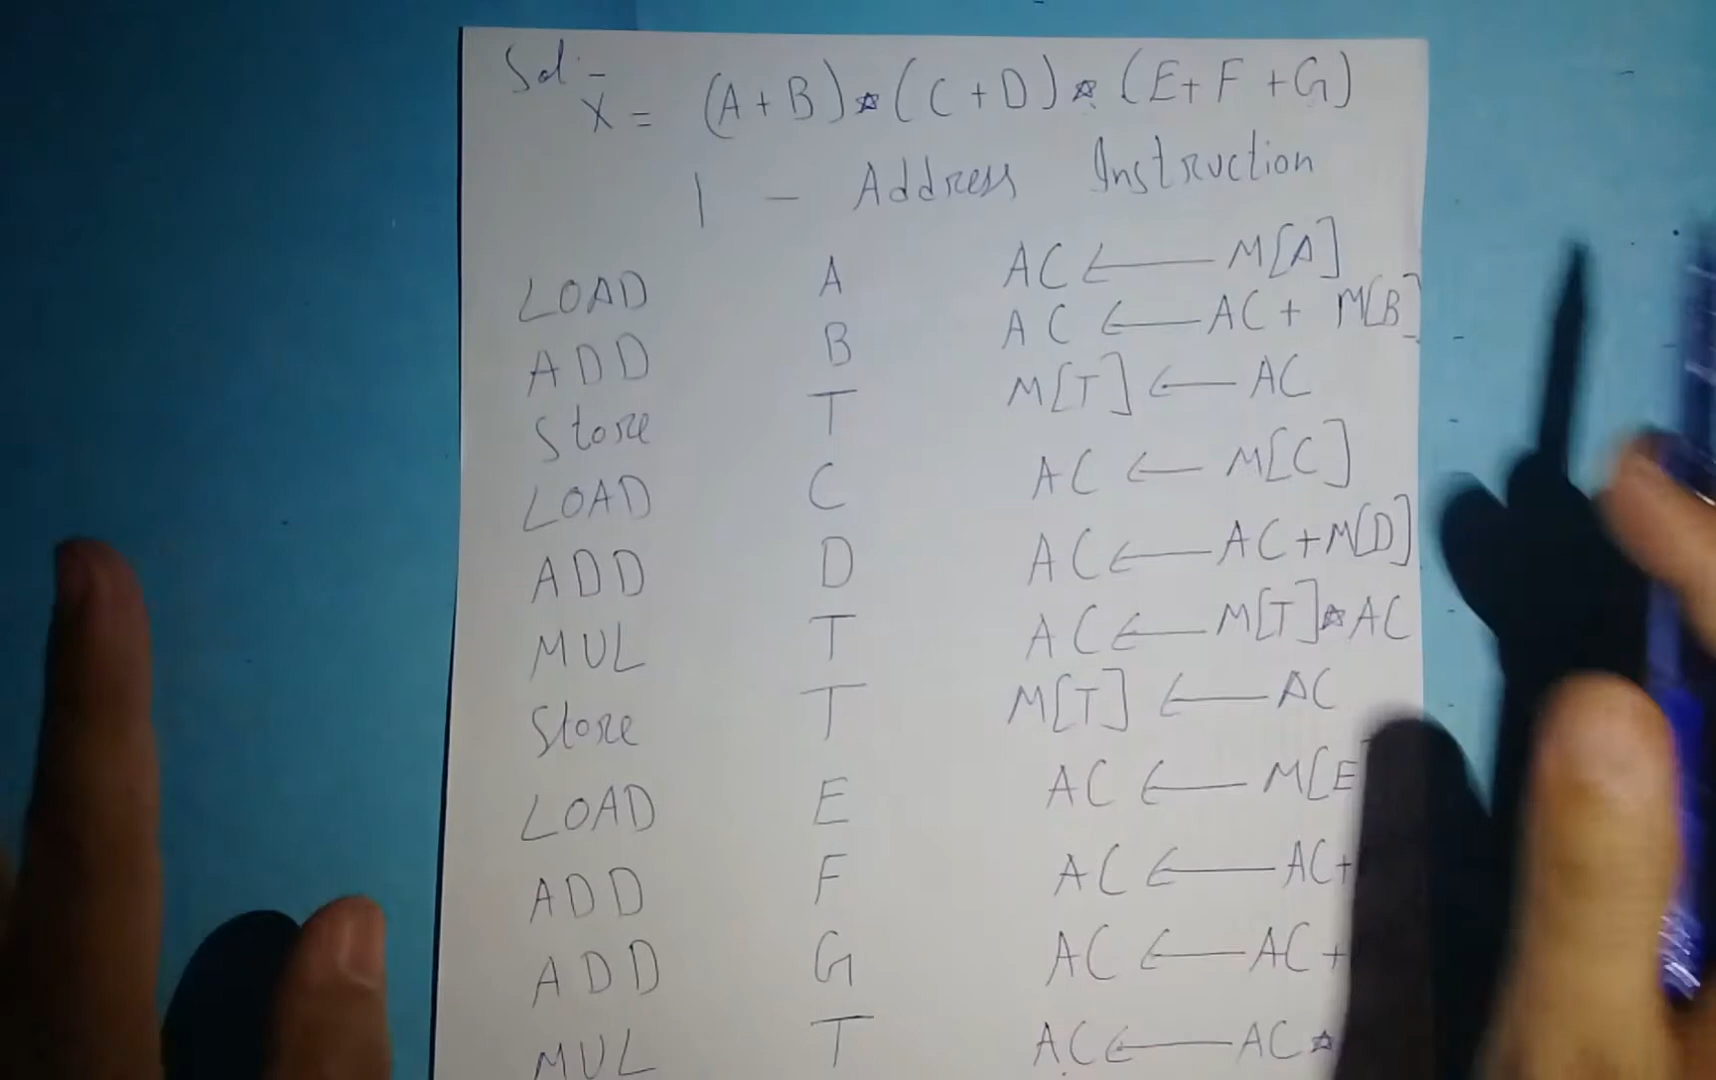 Sol :-
X = (A+B)*(C+D)*(E+F+G)
1 - Address Instruction
LOAD A AC ← M[A]
ADD B AC ← AC + M[B]
Store T M[T] ← AC
LOAD C AC ← M[C]
ADD D AC ← AC+M[D]
MUL T AC ← M[T]*AC
Store T M[T] ← AC
LOAD E AC ← M[E
ADD F AC ← AC+
ADD G AC ← AC+
MUL T AC ← AC*